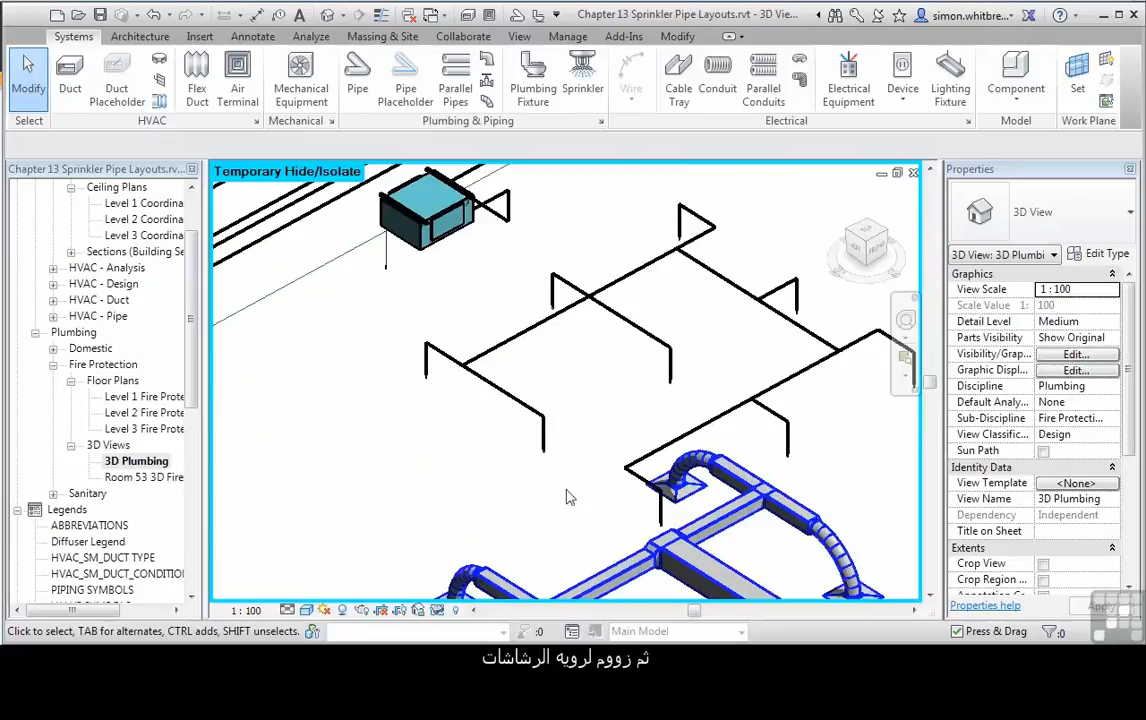 Chapter 13 Sprinkler Pipe Layouts.rvt - 3D Vie...
simon.whitbre...
Systems Architecture Insert Annotate Analyze Massing & Site Collaborate View Manage Add-Ins Modify
Modify
Duct
Duct Placeholder
Flex Duct
Air Terminal
Mechanical Equipment
Pipe
Pipe Placeholder
Parallel Pipes
Plumbing Fixture
Sprinkler
Wire
Cable Tray
Conduit
Parallel Conduits
Electrical Equipment
Device
Lighting Fixture
Component
Set
Select HVAC Mechanical Plumbing & Piping Electrical Model Work Plane
Chapter 13 Sprinkler Pipe Layouts.rv...
Ceiling Plans
Level 1 Coordina
Level 2 Coordina
Level 3 Coordina
Sections (Building Se
HVAC - Analysis
HVAC - Design
HVAC - Duct
HVAC - Pipe
Plumbing
Domestic
Fire Protection
Floor Plans
Level 1 Fire Prote
Level 2 Fire Prote
Level 3 Fire Prote
3D Views
3D Plumbing
Room 53 3D Fire
Sanitary
Legends
ABBREVIATIONS
Diffuser Legend
HVAC_SM_DUCT TYPE
HVAC_SM_DUCT_CONDITIO
PIPING SYMBOLS
Temporary Hide/Isolate
FRONT
1 : 100
Properties
3D View
3D View: 3D Plumbi
Edit Type
Graphics
View Scale 1 : 100
Scale Value 1: 100
Detail Level Medium
Parts Visibility Show Original
Visibility/Grap... Edit...
Graphic Displ... Edit...
Discipline Plumbing
Default Analy... None
Sub-Discipline Fire Protecti...
View Classific... Design
Sun Path
Identity Data
View Template <None>
View Name 3D Plumbing
Dependency Independent
Title on Sheet
Extents
Crop View
Crop Region ...
Properties help
Apply
Click to select, TAB for alternates, CTRL adds, SHIFT unselects.
:0
Main Model
Press & Drag
:0
ثم زووم لرويه الرشاشات